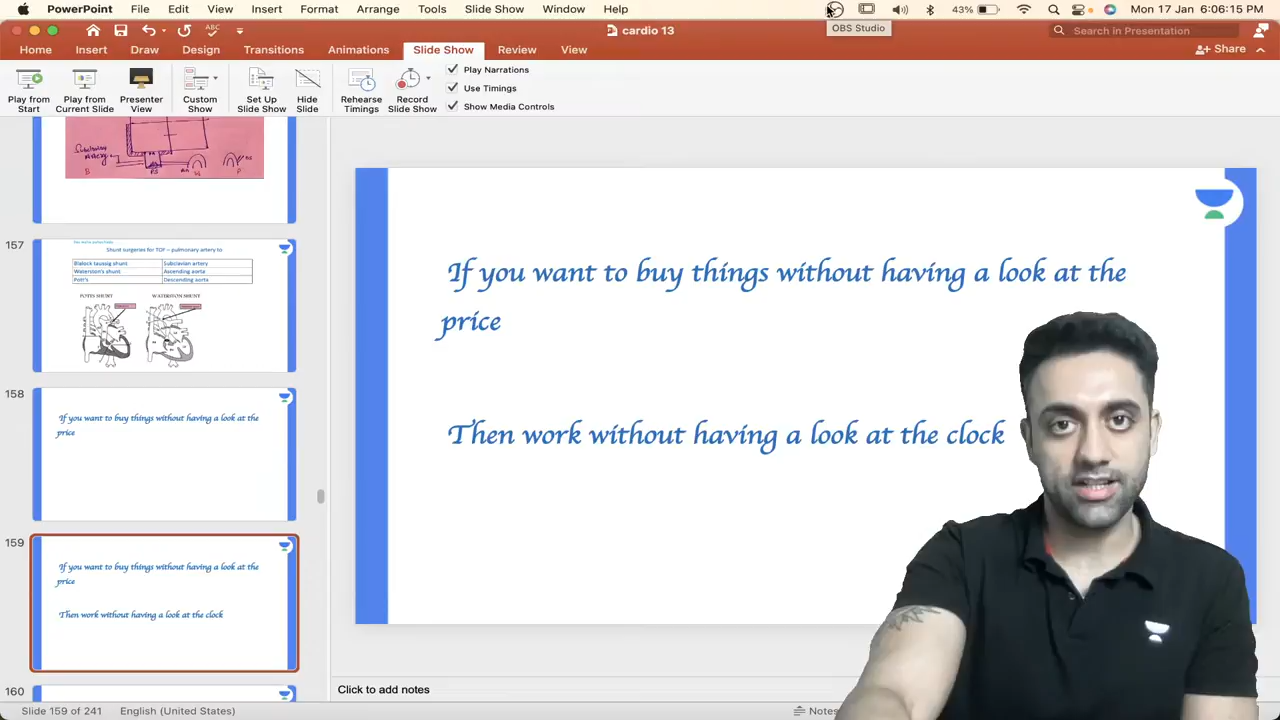 PowerPoint File Edit View Insert Format Arrange Tools Slide Show Window Help 43% Mon 17 Jan 6:06:15 PM
OBS Studio
cardio 13
Search in Presentation
Home Insert Draw Design Transitions Animations Slide Show Review View
Share
Play from Start
Play from Current Slide
Presenter View
Custom Show
Set Up Slide Show
Hide Slide
Rehearse Timings
Record Slide Show
Play Narrations
Use Timings
Show Media Controls
157
Shunt surgeries for TOF – pulmonary artery to
Blalock taussig shunt Subclavian artery
Waterston's shunt Ascending aorta
Pott's Descending aorta
POTTS SHUNT WATERSTON SHUNT
158
If you want to buy things without having a look at the
price
159
If you want to buy things without having a look at the
price
Then work without having a look at the clock
160
If you want to buy things without having a look at the
price
Then work without having a look at the clock
Click to add notes
Slide 159 of 241 English (United States)
Notes